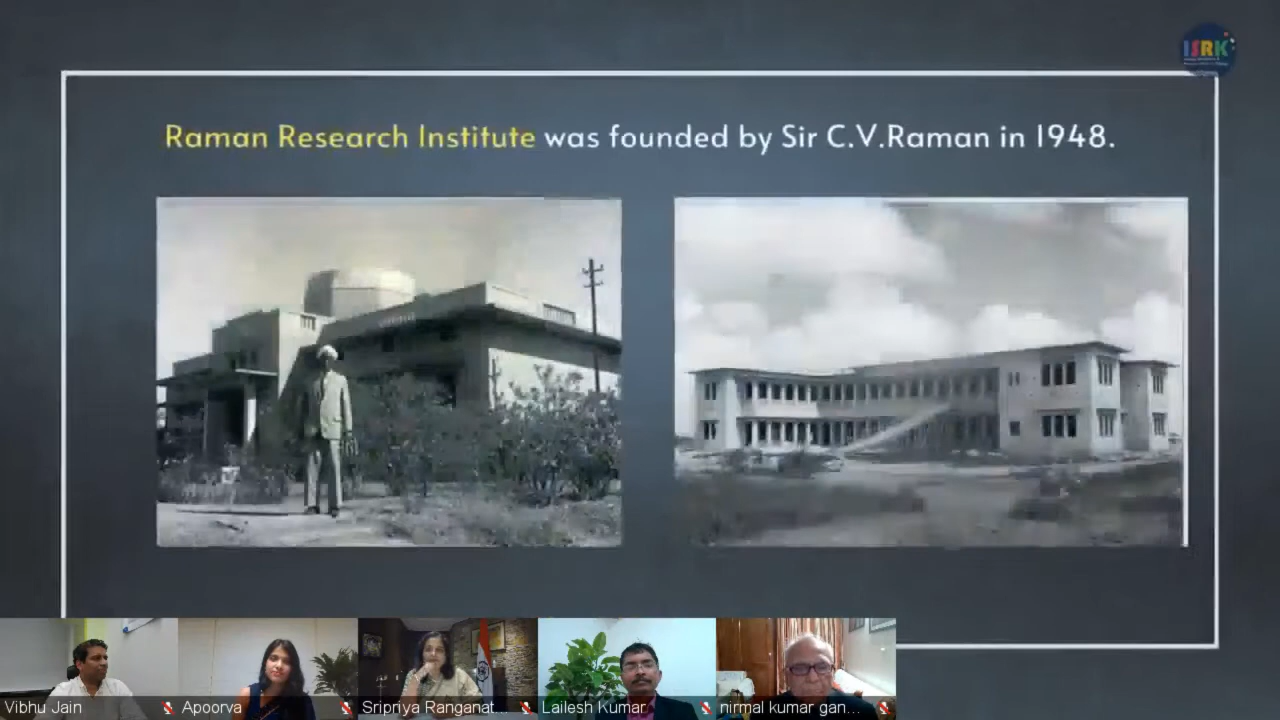 ISRK
Raman Research Institute was founded by Sir C.V.Raman in 1948.
Vibhu Jain
Apoorva
Sripriya Ranganat...
Lailesh Kumar
nirmal kumar gan...